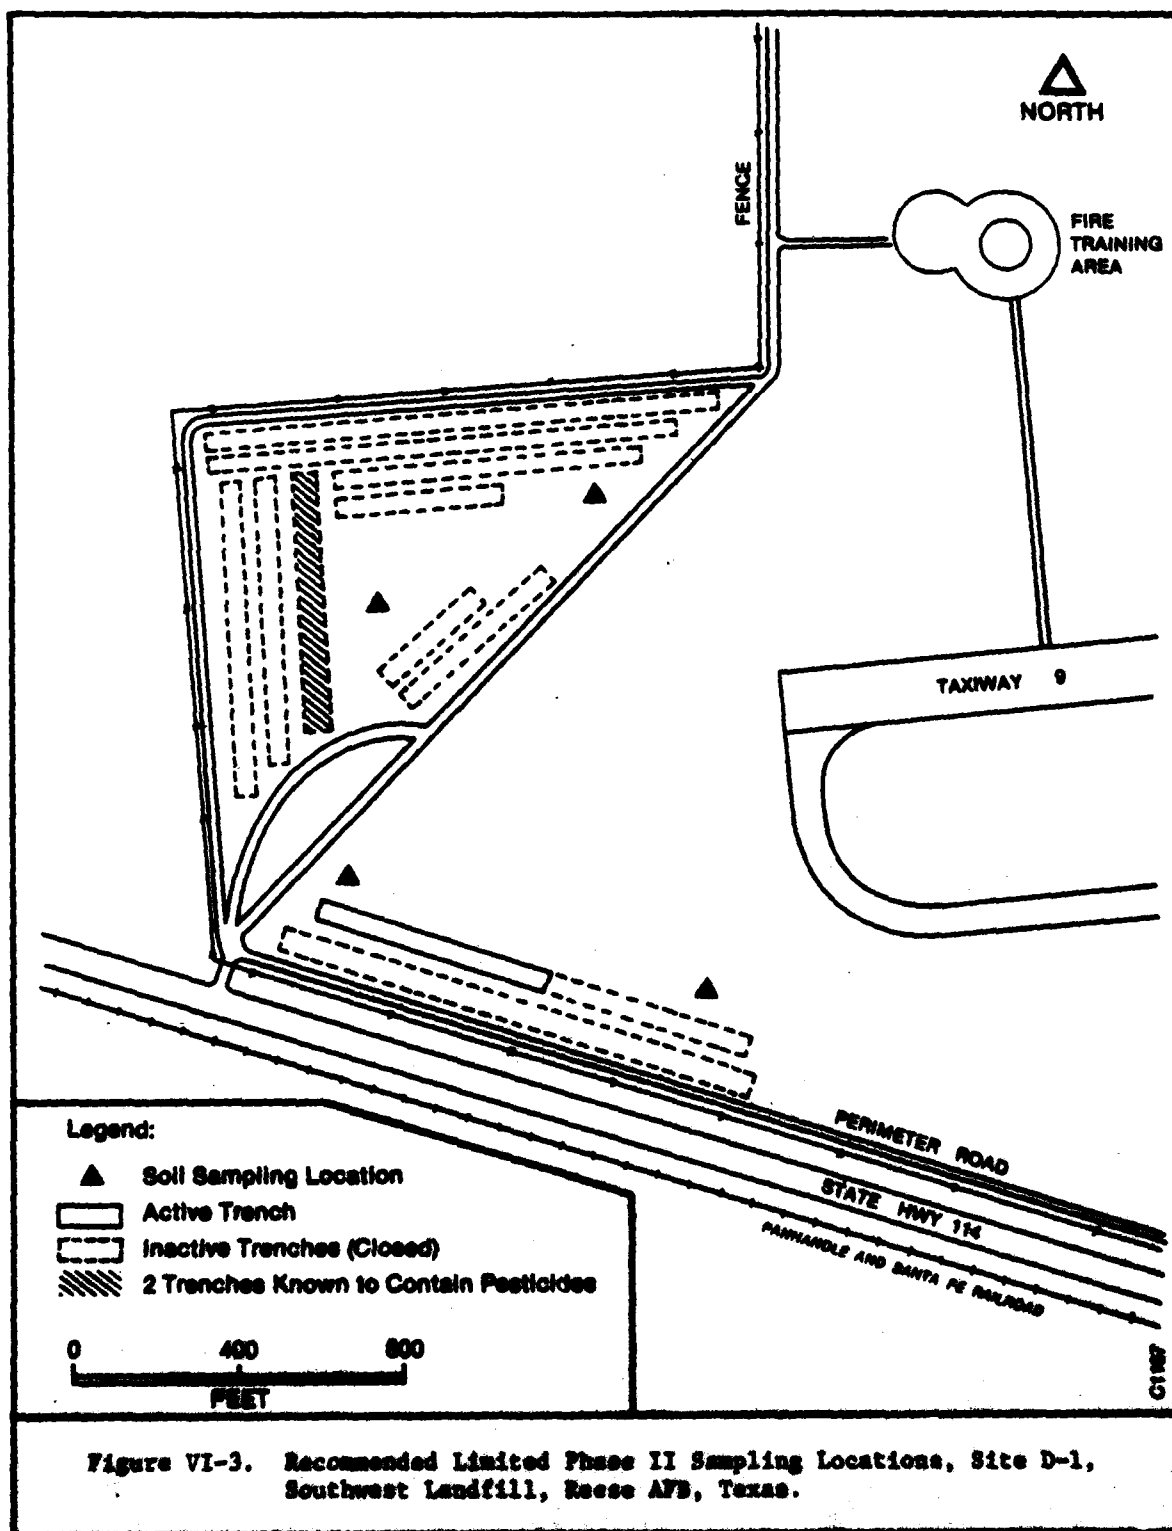 NORTH
FENCE
FIRE
TRAINING
AREA
TAXIWAY 9
PERIMETER ROAD
STATE HWY 114
PANHANDLE AND SANTA FE RAILROAD
Legend:
Soil Sampling Location
Active Trench
Inactive Trenches (Closed)
2 Trenches Known to Contain Pesticides
0 400 800
FEET
C1187
Figure VI-3. Recommended Limited Phase II Sampling Locations, Site D-1,
Southwest Landfill, Reese AFB, Texas.